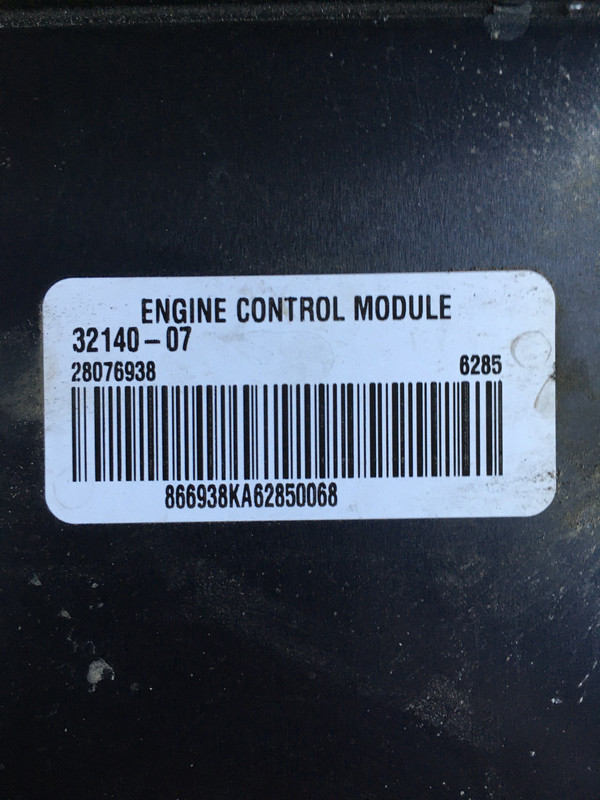 ENGINE CONTROL MODULE
32140-07
28076938 6285
866938KA62850068